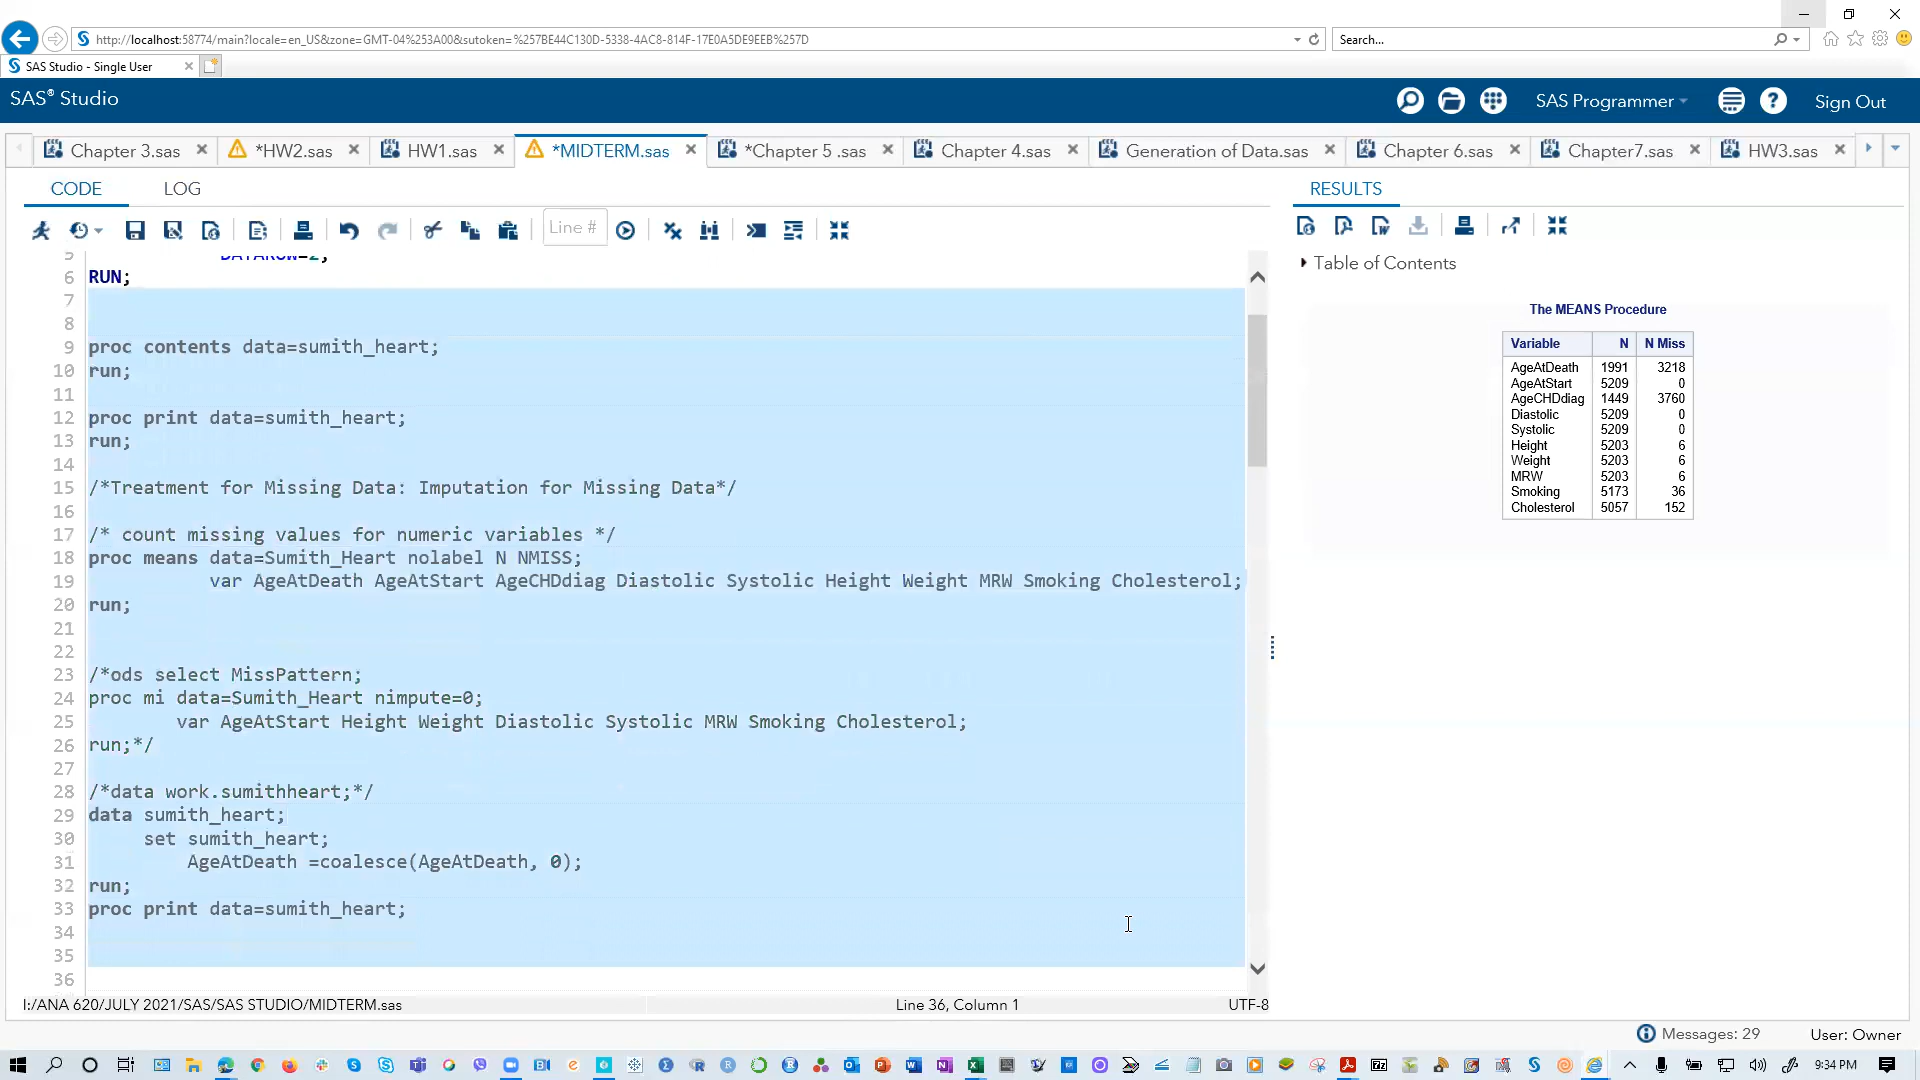 http://localhost:58774/main?locale=en_US&zone=GMT-04%253A00&sutoken=%257BE44C130D-5338-4AC8-814F-17E0A5DE9EEB%257D
Search...
SAS Studio - Single User
SAS® Studio
SAS Programmer
Sign Out
Chapter 3.sas
*HW2.sas
HW1.sas
*MIDTERM.sas
*Chapter 5 .sas
Chapter 4.sas
Generation of Data.sas
Chapter 6.sas
Chapter7.sas
HW3.sas
CODE
LOG
Line #
5 DATAROW=2;
6 RUN;
7
8
9 proc contents data=sumith_heart;
10 run;
11
12 proc print data=sumith_heart;
13 run;
14
15 /*Treatment for Missing Data: Imputation for Missing Data*/
16
17 /* count missing values for numeric variables */
18 proc means data=Sumith_Heart nolabel N NMISS;
19 var AgeAtDeath AgeAtStart AgeCHDdiag Diastolic Systolic Height Weight MRW Smoking Cholesterol;
20 run;
21
22
23 /*ods select MissPattern;
24 proc mi data=Sumith_Heart nimpute=0;
25 var AgeAtStart Height Weight Diastolic Systolic MRW Smoking Cholesterol;
26 run;*/
27
28 /*data work.sumithheart;*/
29 data sumith_heart;
30 set sumith_heart;
31 AgeAtDeath =coalesce(AgeAtDeath, 0);
32 run;
33 proc print data=sumith_heart;
34
35
36
I:/ANA 620/JULY 2021/SAS/SAS STUDIO/MIDTERM.sas
Line 36, Column 1
UTF-8
RESULTS
Table of Contents
The MEANS Procedure
Variable N N Miss
AgeAtDeath 1991 3218
AgeAtStart 5209 0
AgeCHDdiag 1449 3760
Diastolic 5209 0
Systolic 5209 0
Height 5203 6
Weight 5203 6
MRW 5203 6
Smoking 5173 36
Cholesterol 5057 152
Messages: 29
User: Owner
9:34 PM